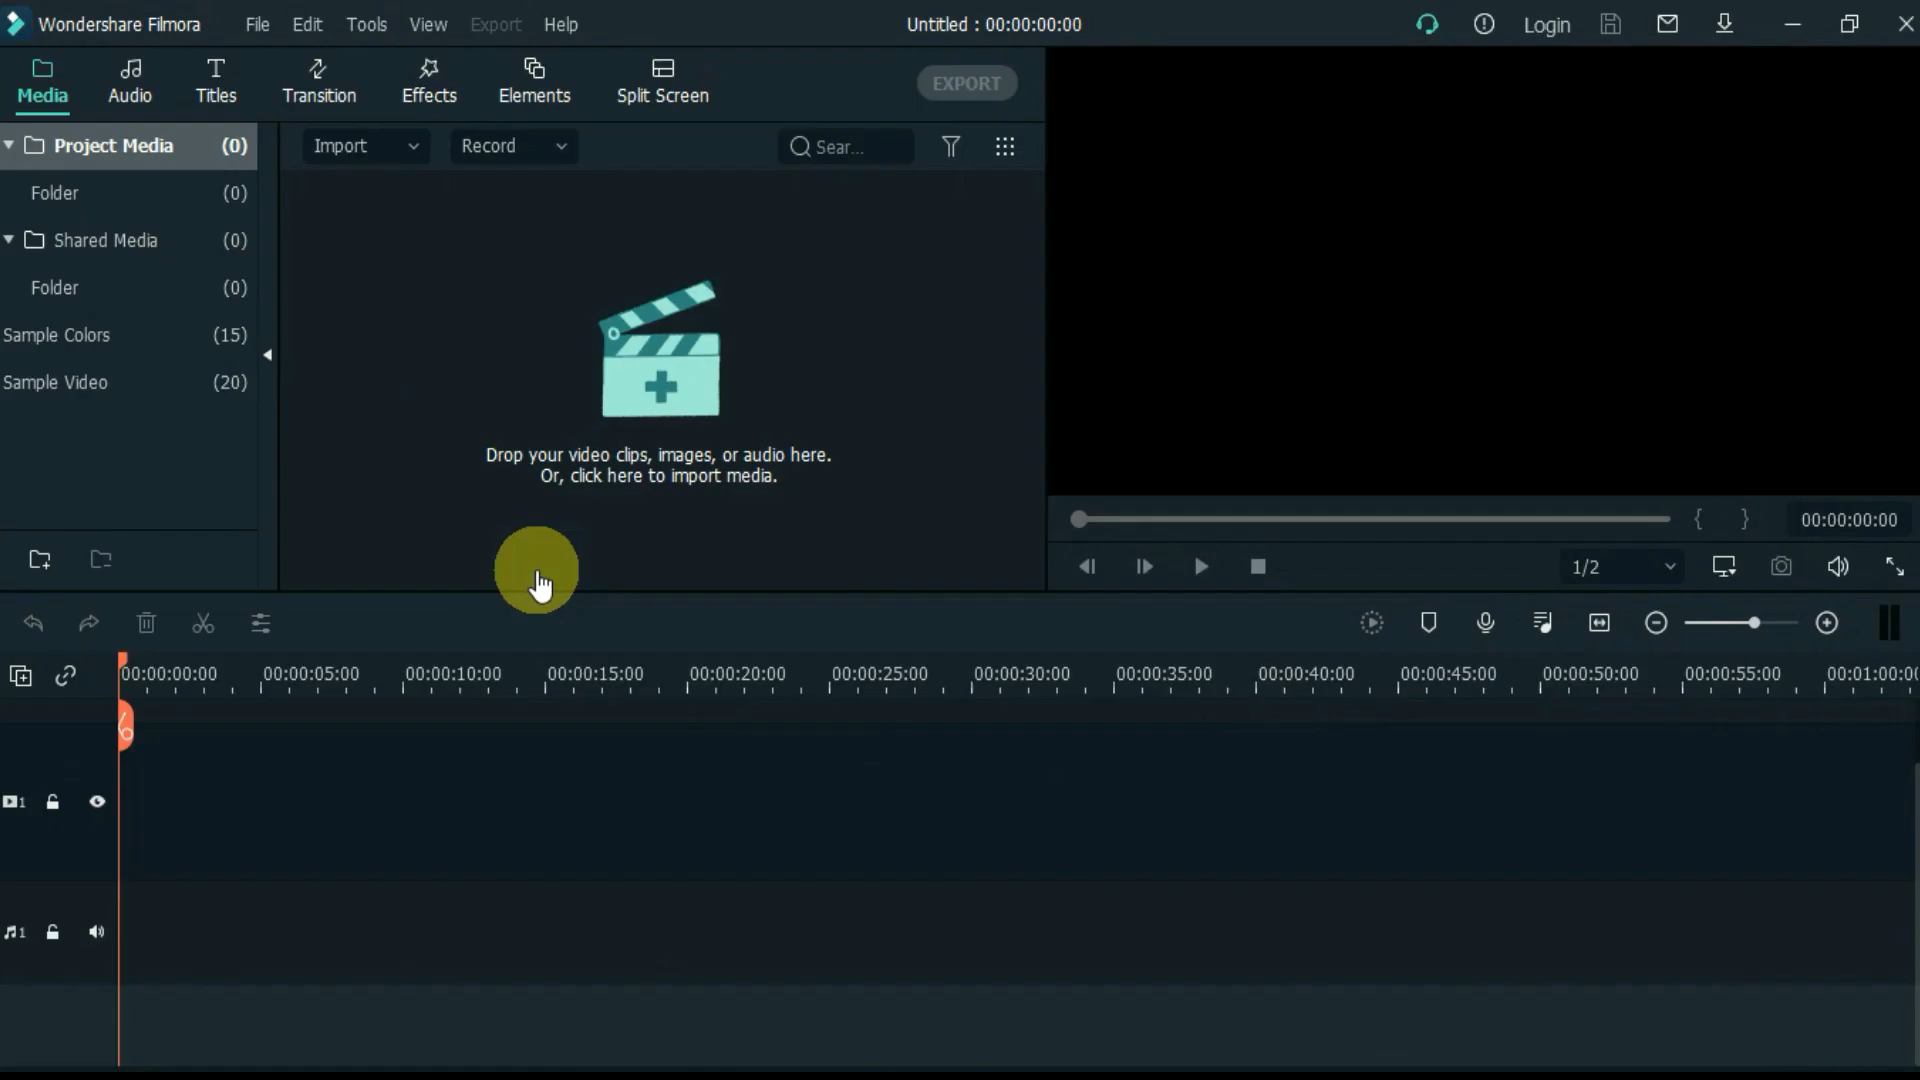 Wondershare Filmora File Edit Tools View Export Help Untitled : 00:00:00:00 Login
Media Audio Titles Transition Effects Elements Split Screen EXPORT
Project Media (0) Import Record Sear...
Folder (0)
Shared Media (0)
Folder (0)
Sample Colors (15)
Sample Video (20)
Drop your video clips, images, or audio here.
Or, click here to import media.
{ } 00:00:00:00
1/2
00:00:00:00 00:00:05:00 00:00:10:00 00:00:15:00 00:00:20:00 00:00:25:00 00:00:30:00 00:00:35:00 00:00:40:00 00:00:45:00 00:00:50:00 00:00:55:00 00:01:00:0
1
1